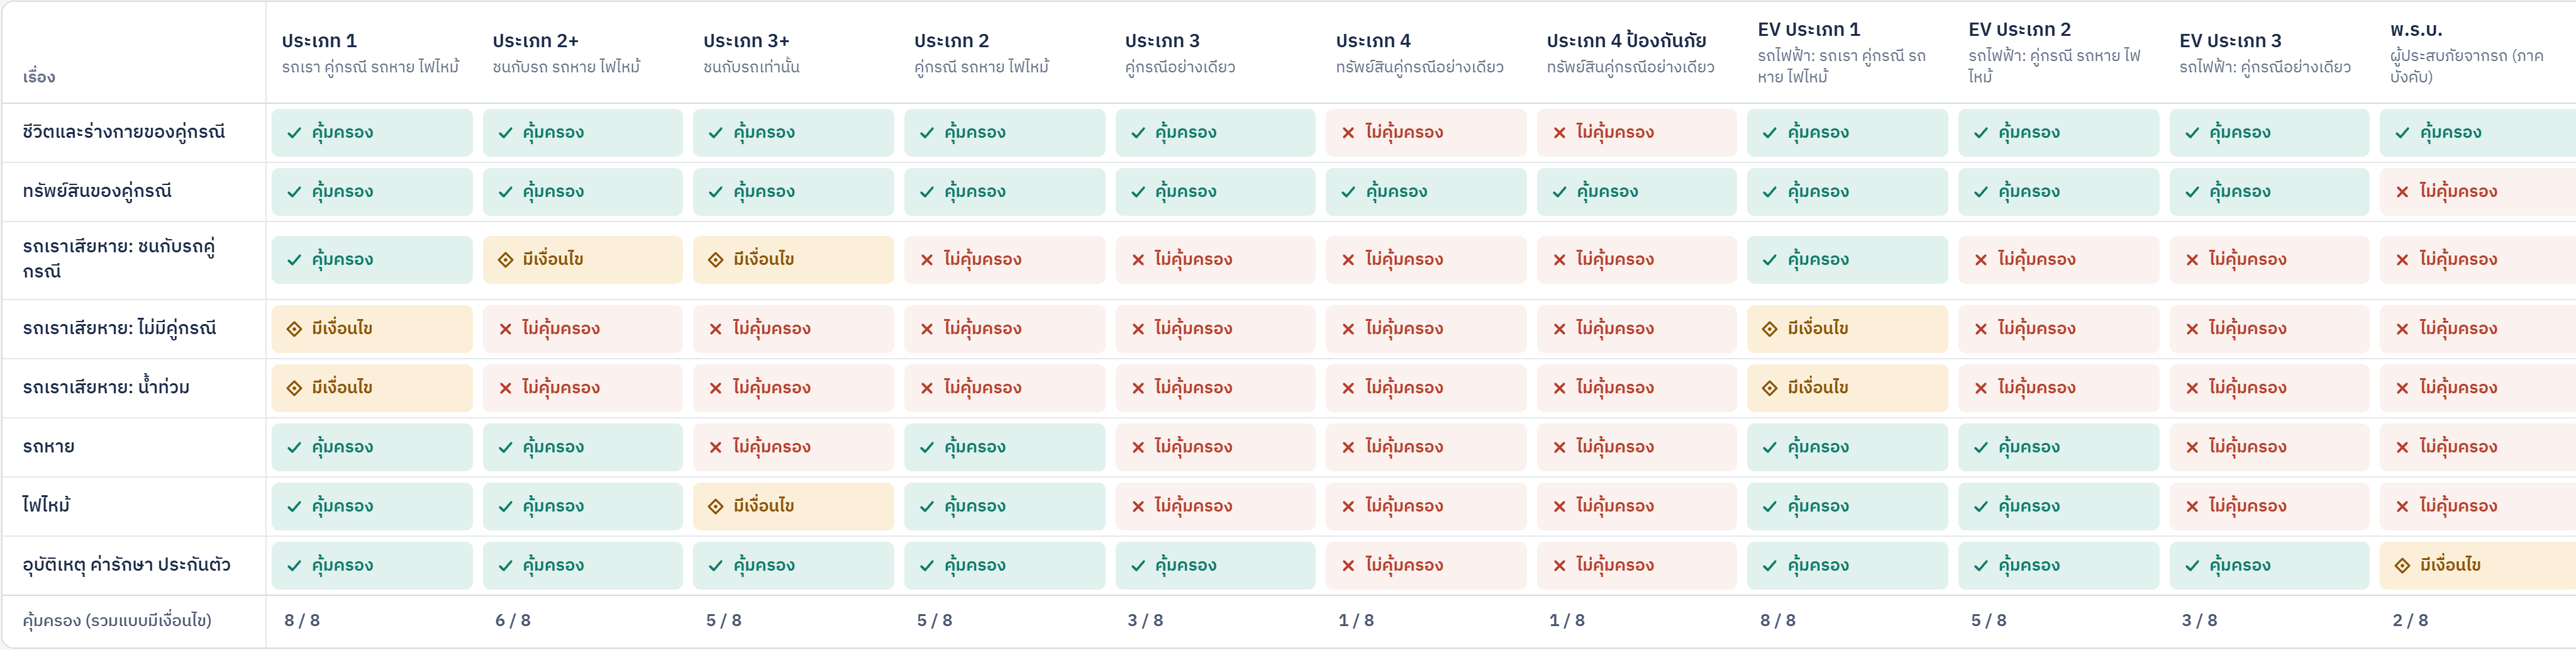 เรื่อง
ประเภท 1
รถเรา คู่กรณี รถหาย ไฟไหม้
ประเภท 2+
ชนกับรถ รถหาย ไฟไหม้
ประเภท 3+
ชนกับรถเท่านั้น
ประเภท 2
คู่กรณี รถหาย ไฟไหม้
ประเภท 3
คู่กรณีอย่างเดียว
ประเภท 4
ทรัพย์สินคู่กรณีอย่างเดียว
ประเภท 4 ป้องกันภัย
ทรัพย์สินคู่กรณีอย่างเดียว
EV ประเภท 1
รถไฟฟ้า: รถเรา คู่กรณี รถ
หาย ไฟไหม้
EV ประเภท 2
รถไฟฟ้า: คู่กรณี รถหาย ไฟ
ไหม้
EV ประเภท 3
รถไฟฟ้า: คู่กรณีอย่างเดียว
พ.ร.บ.
ผู้ประสบภัยจากรถ (ภาค
บังคับ)
ชีวิตและร่างกายของคู่กรณี คุ้มครอง คุ้มครอง คุ้มครอง คุ้มครอง คุ้มครอง ไม่คุ้มครอง ไม่คุ้มครอง คุ้มครอง คุ้มครอง คุ้มครอง คุ้มครอง
ทรัพย์สินของคู่กรณี คุ้มครอง คุ้มครอง คุ้มครอง คุ้มครอง คุ้มครอง คุ้มครอง คุ้มครอง คุ้มครอง คุ้มครอง คุ้มครอง ไม่คุ้มครอง
รถเราเสียหาย: ชนกับรถคู่
กรณี
คุ้มครอง มีเงื่อนไข มีเงื่อนไข ไม่คุ้มครอง ไม่คุ้มครอง ไม่คุ้มครอง ไม่คุ้มครอง คุ้มครอง ไม่คุ้มครอง ไม่คุ้มครอง ไม่คุ้มครอง
รถเราเสียหาย: ไม่มีคู่กรณี มีเงื่อนไข ไม่คุ้มครอง ไม่คุ้มครอง ไม่คุ้มครอง ไม่คุ้มครอง ไม่คุ้มครอง ไม่คุ้มครอง มีเงื่อนไข ไม่คุ้มครอง ไม่คุ้มครอง ไม่คุ้มครอง
รถเราเสียหาย: น้ำท่วม มีเงื่อนไข ไม่คุ้มครอง ไม่คุ้มครอง ไม่คุ้มครอง ไม่คุ้มครอง ไม่คุ้มครอง ไม่คุ้มครอง มีเงื่อนไข ไม่คุ้มครอง ไม่คุ้มครอง ไม่คุ้มครอง
รถหาย คุ้มครอง คุ้มครอง ไม่คุ้มครอง คุ้มครอง ไม่คุ้มครอง ไม่คุ้มครอง ไม่คุ้มครอง คุ้มครอง คุ้มครอง ไม่คุ้มครอง ไม่คุ้มครอง
ไฟไหม้ คุ้มครอง คุ้มครอง มีเงื่อนไข คุ้มครอง ไม่คุ้มครอง ไม่คุ้มครอง ไม่คุ้มครอง คุ้มครอง คุ้มครอง ไม่คุ้มครอง ไม่คุ้มครอง
อุบัติเหตุ ค่ารักษา ประกันตัว คุ้มครอง คุ้มครอง คุ้มครอง คุ้มครอง คุ้มครอง ไม่คุ้มครอง ไม่คุ้มครอง คุ้มครอง คุ้มครอง คุ้มครอง มีเงื่อนไข
คุ้มครอง (รวมแบบมีเงื่อนไข) 8 / 8 6 / 8 5 / 8 5 / 8 3 / 8 1 / 8 1 / 8 8 / 8 5 / 8 3 / 8 2 / 8